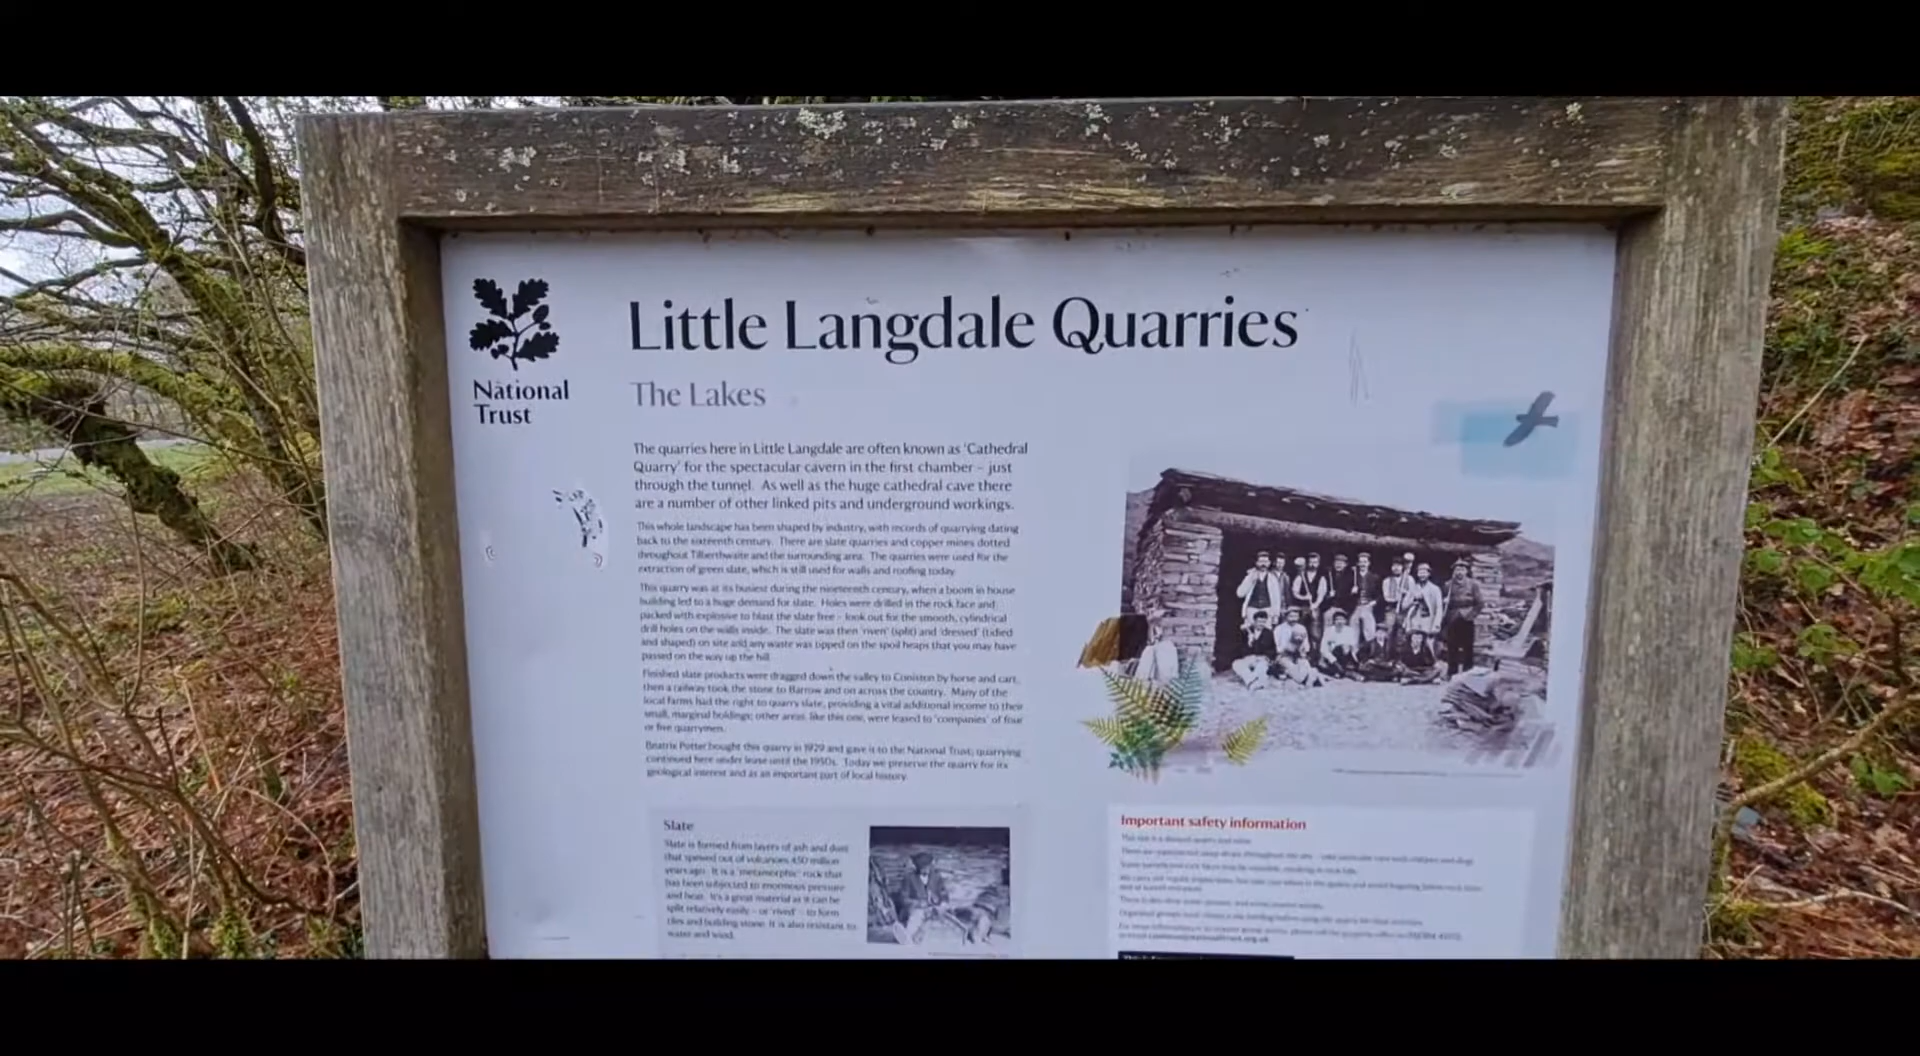 Little Langdale Quarries
National
Trust
The Lakes
The quarries here in Little Langdale are often known as 'Cathedral
Quarry' for the spectacular cavern in the first chamber – just
through the tunnel. As well as the huge cathedral cave there
are a number of other linked pits and underground workings.
This whole landscape has been shaped by industry, with records of quarrying dating
back to the sixteenth century. There are slate quarries and copper mines dotted
throughout Tilberthwaite and the surrounding area. The quarries were used for the
extraction of green slate, which is still used for walls and roofing today.
This quarry was at its busiest during the nineteenth century, when a boom in house
building led to a huge demand for slate. Holes were drilled in the rock face and
packed with explosive to blast the slate free – look out for the smooth, cylindrical
drill holes on the walls inside. The slate was then 'riven' (split) and 'dressed' (tidied
and shaped) on site and any waste was tipped on the spoil heaps that you may have
passed on the way up the hill.
Finished slate products were dragged down the valley to Coniston by horse and cart,
then a railway took the stone to Barrow and on across the country. Many of the
local farms had the right to quarry slate, providing a vital additional income to their
small, marginal holdings; other areas, like this one, were leased to 'companies' of four
or five quarrymen.
Beatrix Potter bought this quarry in 1929 and gave it to the National Trust; quarrying
continued here under lease until the 1950s. Today we preserve the quarry for its
geological interest and as an important part of local history.
Slate
Slate is formed from layers of ash and dust
that spewed out of volcanoes 450 million
years ago. It is a 'metamorphic' rock that
has been subjected to enormous pressure
and heat. It's a great material as it can be
split relatively easily – or 'rived' – to form
tiles and building stone. It is also resistant to
water and wind.
Important safety information
This site is a disused quarry and mine.